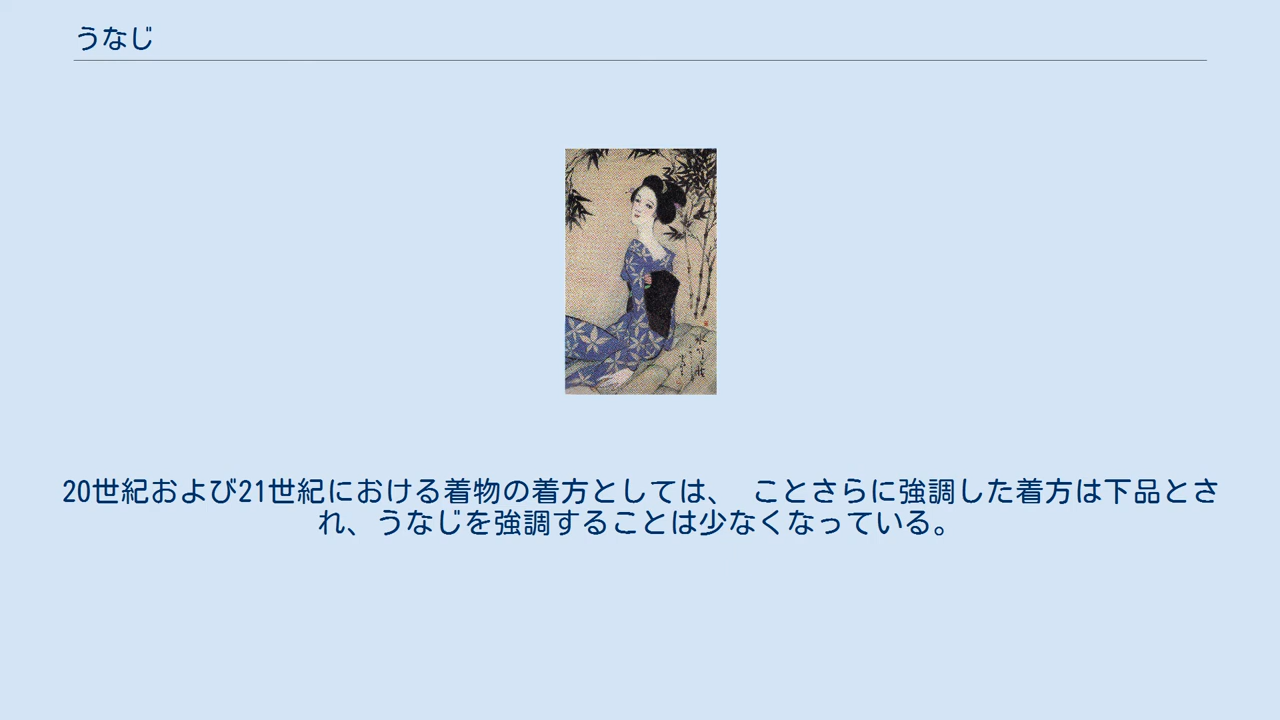 うなじ
20世紀および21世紀における着物の着方としては、 ことさらに強調した着方は下品とさ
れ、うなじを強調することは少なくなっている。